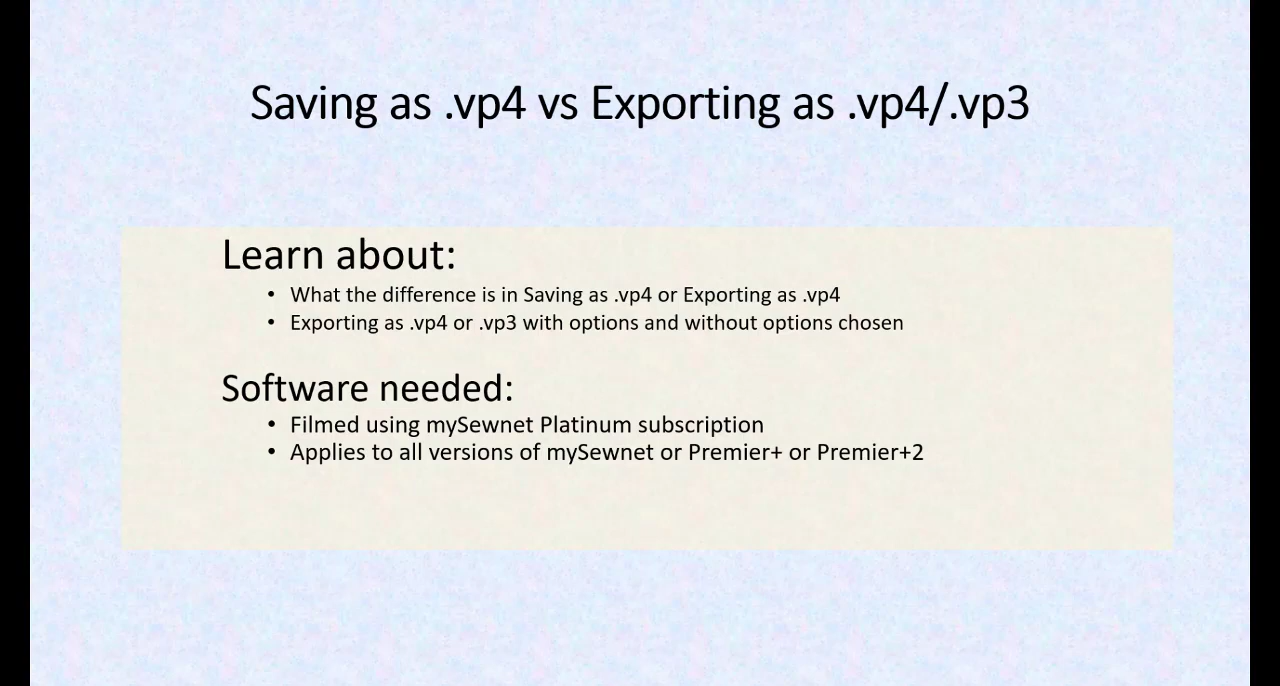 Saving as .vp4 vs Exporting as .vp4/.vp3
Learn about:
• What the difference is in Saving as .vp4 or Exporting as .vp4
• Exporting as .vp4 or .vp3 with options and without options chosen
Software needed:
• Filmed using mySewnet Platinum subscription
• Applies to all versions of mySewnet or Premier+ or Premier+2